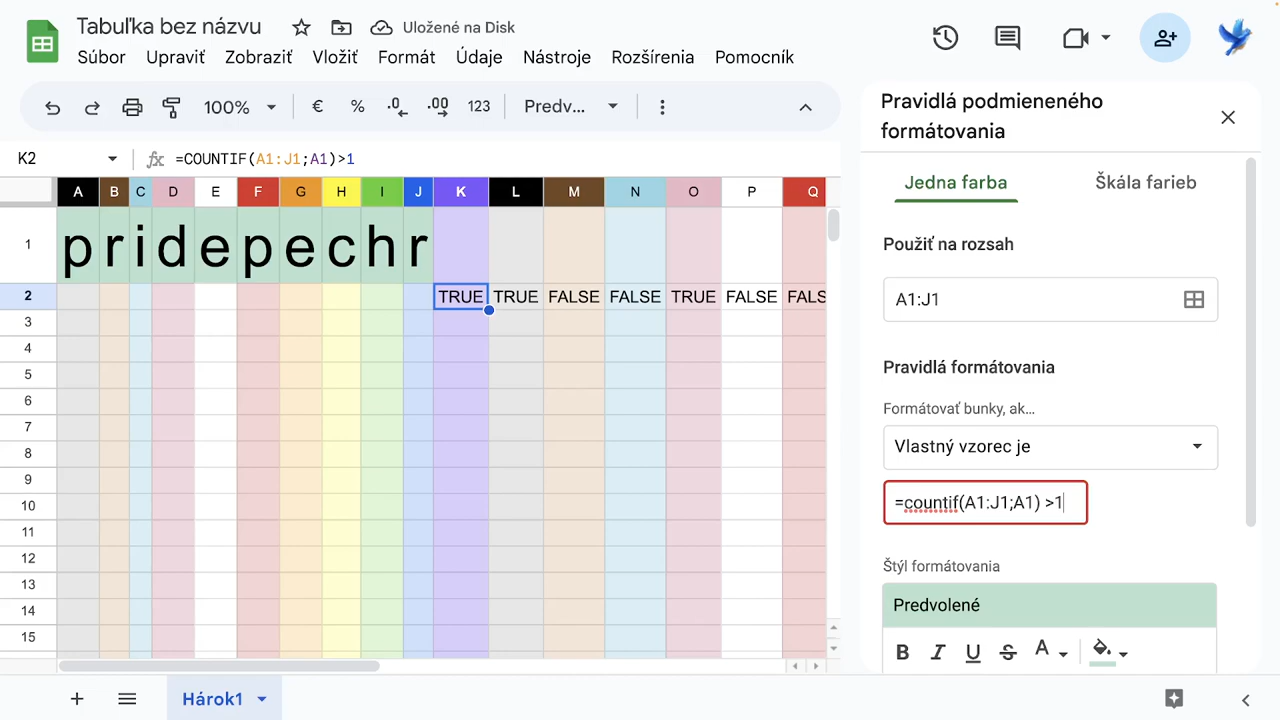 Tabuľka bez názvu
Uložené na Disk
Súbor Upraviť Zobraziť Vložiť Formát Údaje Nástroje Rozšírenia Pomocník
100% € % .0 .00 123 Predv...
K2 fx =COUNTIF(A1:J1;A1)>1
A B C D E F G H I J K L M N O P Q
1 p r i d e p e c h r
2 TRUE TRUE FALSE FALSE TRUE FALSE FALS
3
4
5
6
7
8
9
10
11
12
13
14
15
Hárok1
Pravidlá podmieneného
formátovania
Jedna farba Škála farieb
Použiť na rozsah
A1:J1
Pravidlá formátovania
Formátovať bunky, ak...
Vlastný vzorec je
=countif(A1:J1;A1) >1
Štýl formátovania
Predvolené
B I U S A